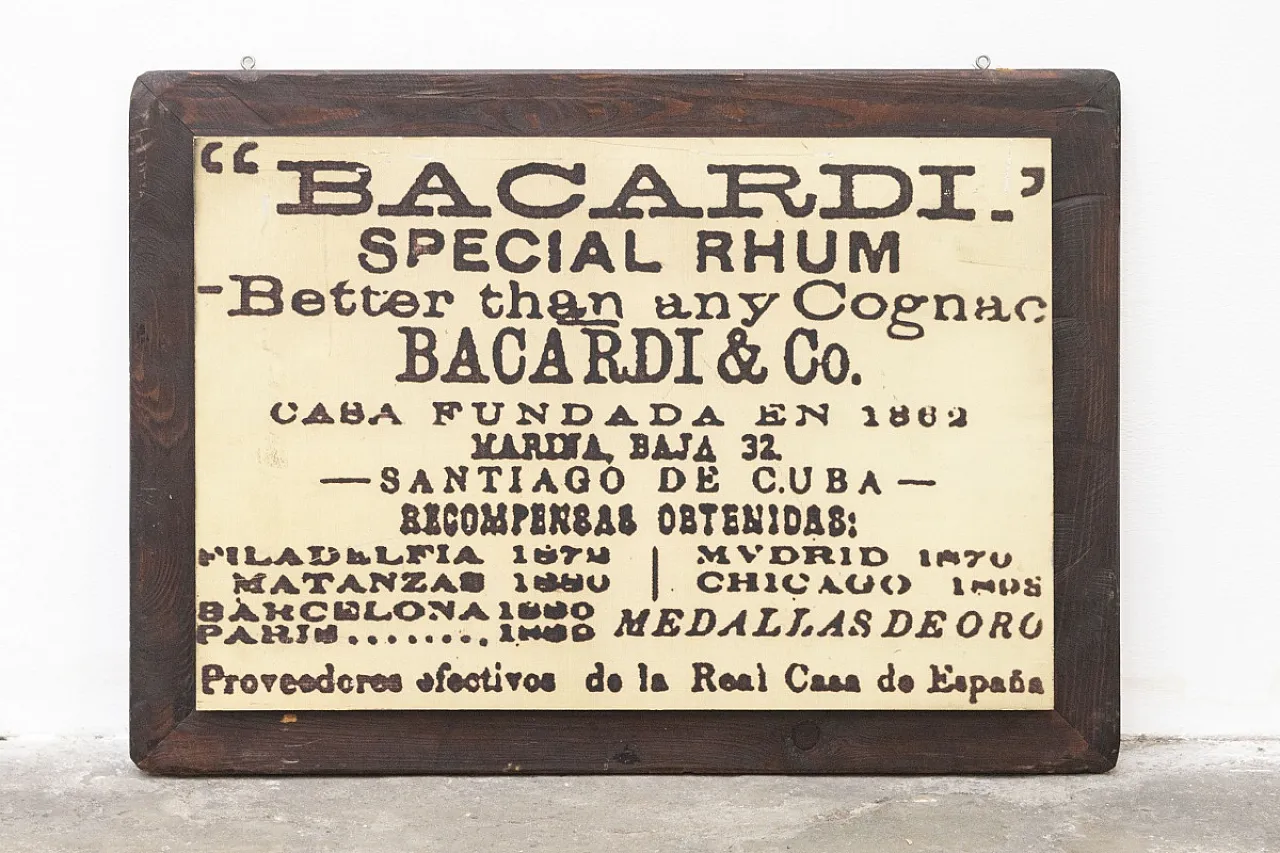 "BACARDI."
SPECIAL RHUM
-Better than any Cognac
BACARDI & Co.
CASA FUNDADA EN 1862
MARINA, BAJA 32.
—SANTIAGO DE CUBA—
RECOMPENSAS OBTENIDAS:
FILADELFIA
MATANZAS
BARCELONA
PARIS........,
MVDRID
CHICAGO
MEDALLAS DE ORO
Proveedores efectivos de la Real Casa de España